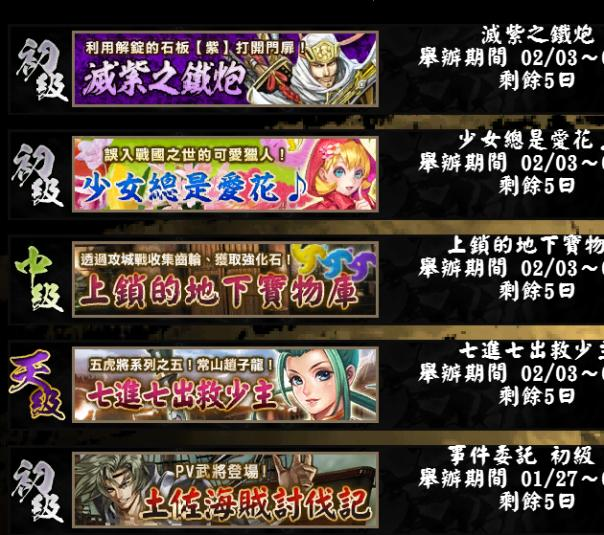 初級
利用解錠的石板【紫】打開門扉！
滅紫之鐵炮
滅紫之鐵炮
舉辦期間 02/03～
剩餘5日
初級
誤入戰國之世的可愛獵人！
少女總是愛花♪
少女總是愛花♪
舉辦期間 02/03～
剩餘5日
中級
透過攻城戰收集齒輪、獲取強化石！
上鎖的地下寶物庫
上鎖的地下寶物
舉辦期間 02/03～
剩餘5日
天級
五虎將系列之五！常山趙子龍！
七進七出救少主
七進七出救少主
舉辦期間 02/03～
剩餘5日
初級
PV武將登場！
土佐海賊討伐記
事件委託 初級
舉辦期間 01/27～
剩餘5日